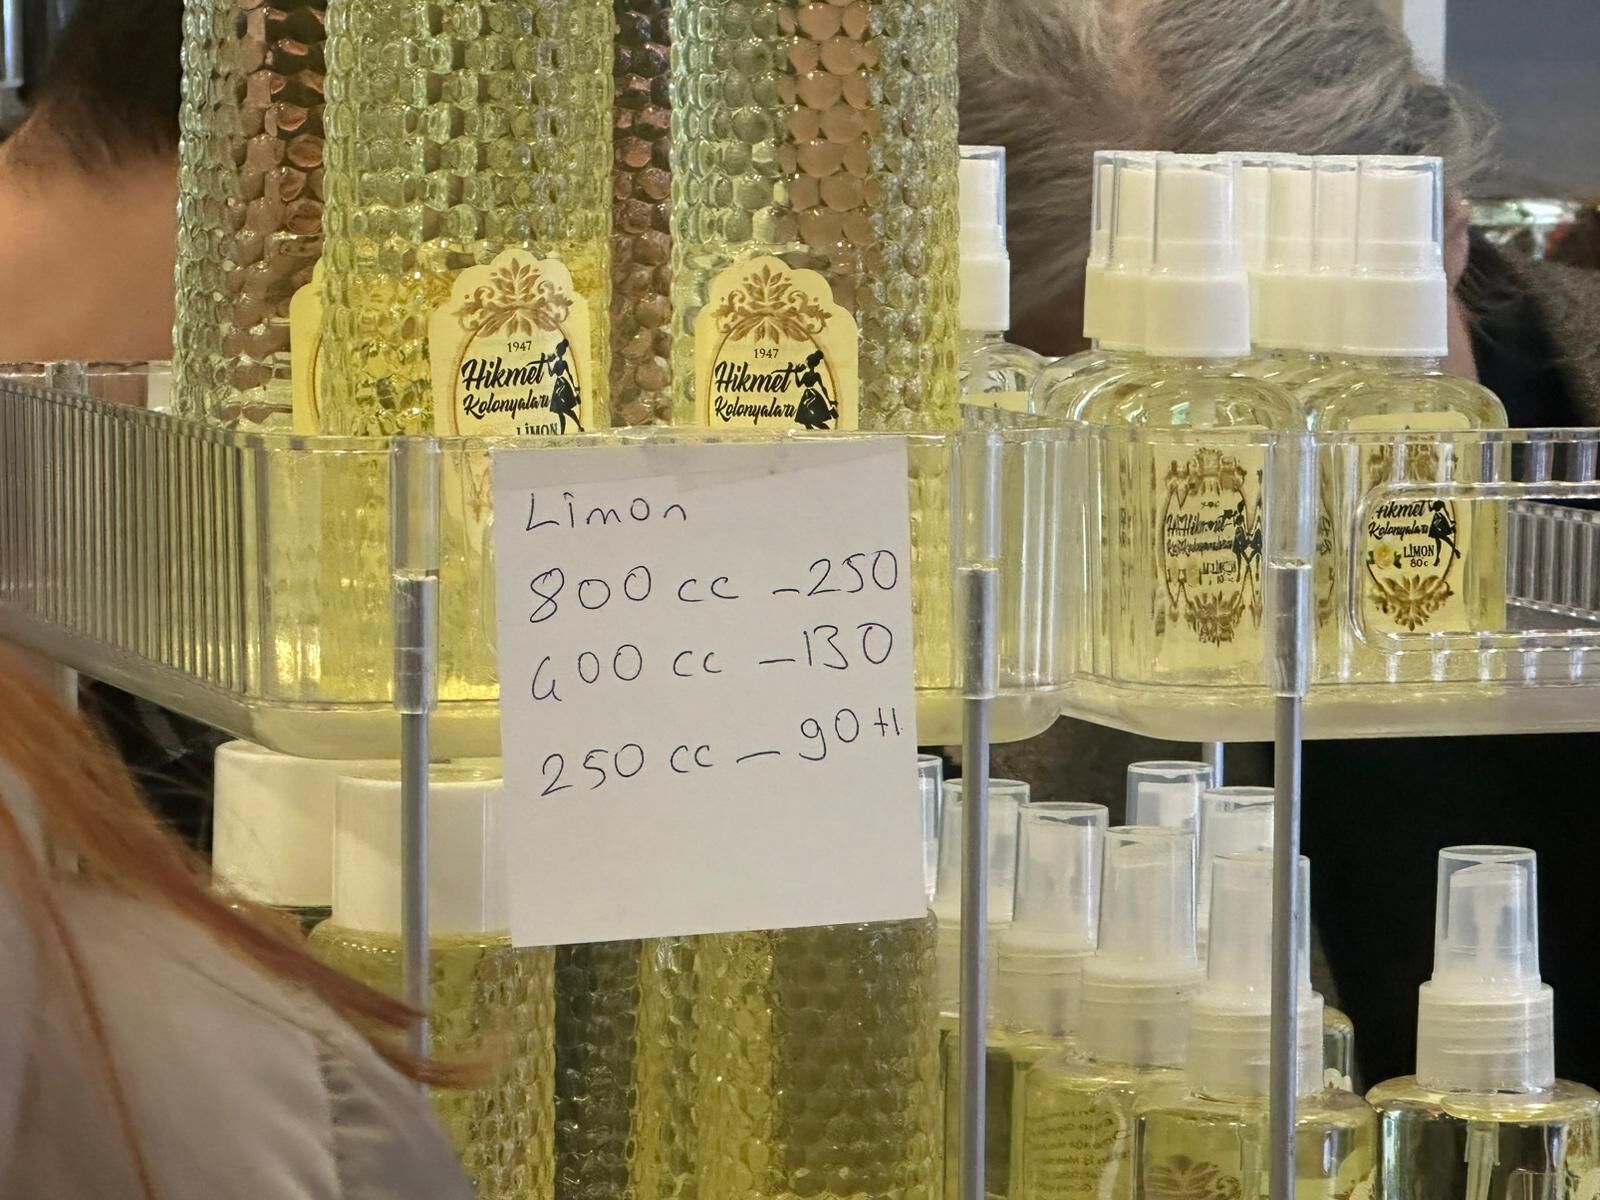 1947
Hikmet
Kolonyaları
LİMON
1947
Hikmet
Kolonyaları
Limon
800 cc - 250
400 cc - 130
250 cc - 90 tl.
Hikmet
Kolonyaları
LİMON
80c